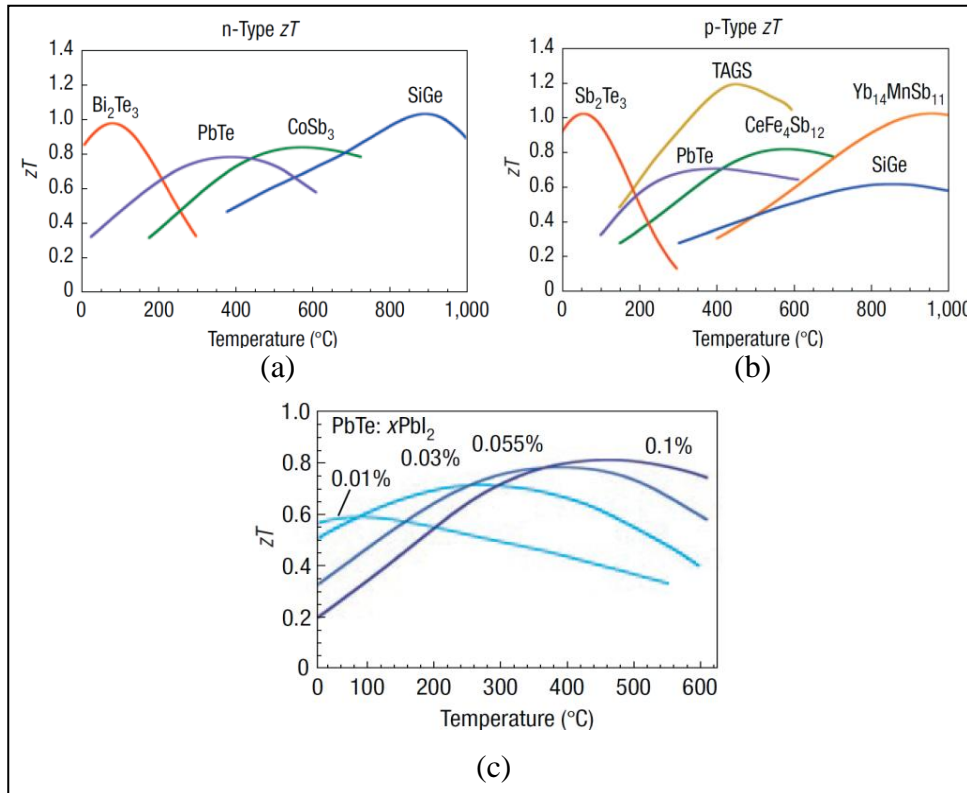 n-Type zT
1.4
1.2
1.0
0.8
0.6
0.4
0.2
0
zT
Bi₂Te₃
PbTe
CoSb₃
SiGe
0 200 400 600 800 1,000
Temperature (°C)
(a)
p-Type zT
1.4
1.2
1.0
0.8
0.6
0.4
0.2
0
zT
Sb₂Te₃
TAGS
Yb₁₄MnSb₁₁
CeFe₄Sb₁₂
PbTe
SiGe
0 200 400 600 800 1,000
Temperature (°C)
(b)
1.0
0.8
0.6
0.4
0.2
0
zT
PbTe: xPbI₂
0.01%
0.03%
0.055%
0.1%
0 100 200 300 400 500 600
Temperature (°C)
(c)